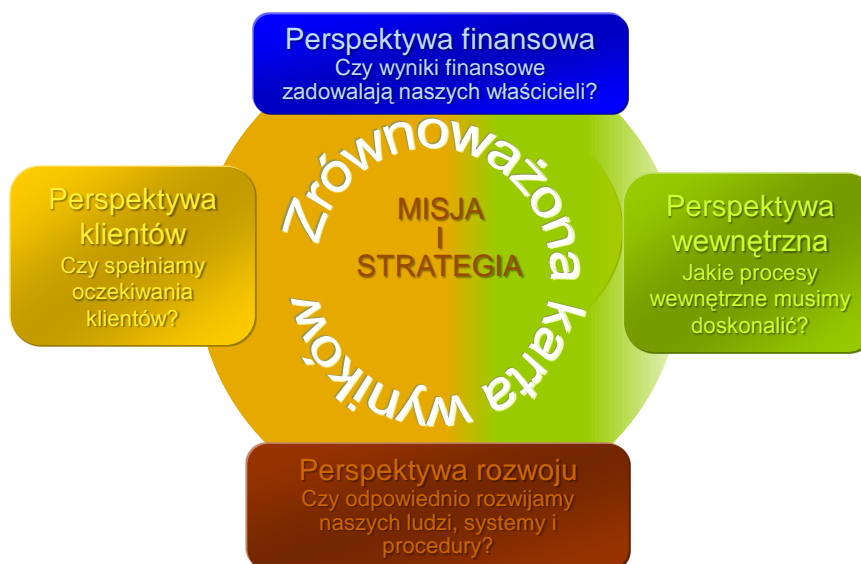 Perspektywa finansowa
Czy wyniki finansowe
zadowalają naszych właścicieli?
Zrównoważona karta wyników
MISJA
I
STRATEGIA
Perspektywa
klientów
Czy spełniamy
oczekiwania
klientów?
Perspektywa
wewnętrzna
Jakie procesy
wewnętrzne musimy
doskonalić?
Perspektywa rozwoju
Czy odpowiednio rozwijamy
naszych ludzi, systemy i
procedury?